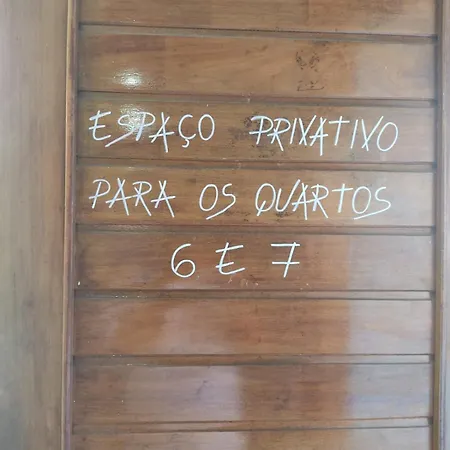 ESPAÇO PRIVATIVO
PARA OS QUARTOS
6 E 7